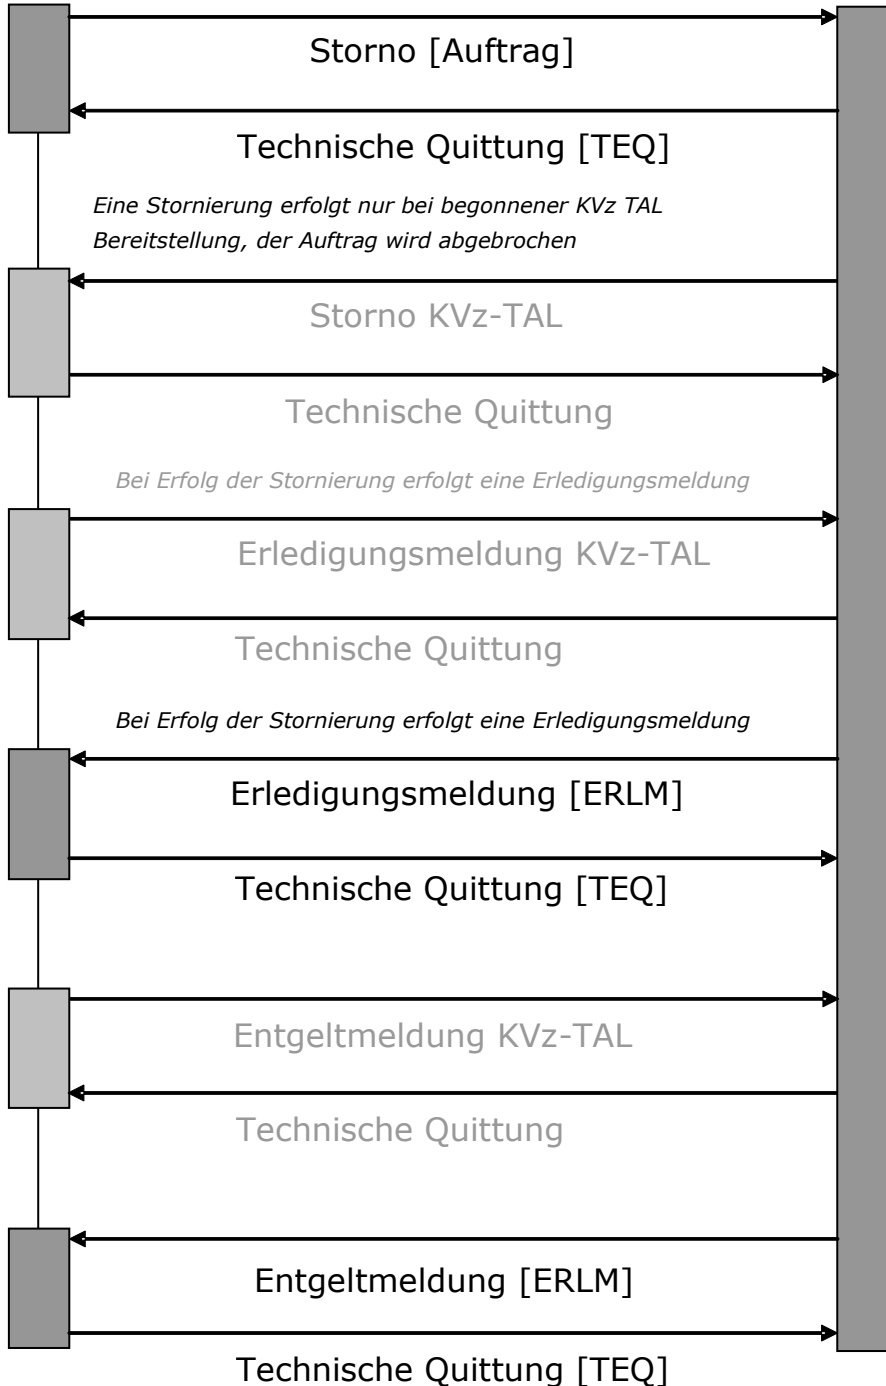 Storno [Auftrag]
Technische Quittung [TEQ]
Eine Stornierung erfolgt nur bei begonnener KVz TAL
Bereitstellung, der Auftrag wird abgebrochen
Storno KVz-TAL
Technische Quittung
Bei Erfolg der Stornierung erfolgt eine Erledigungsmeldung
Erledigungsmeldung KVz-TAL
Technische Quittung
Bei Erfolg der Stornierung erfolgt eine Erledigungsmeldung
Erledigungsmeldung [ERLM]
Technische Quittung [TEQ]
Entgeltmeldung KVz-TAL
Technische Quittung
Entgeltmeldung [ERLM]
Technische Quittung [TEQ]